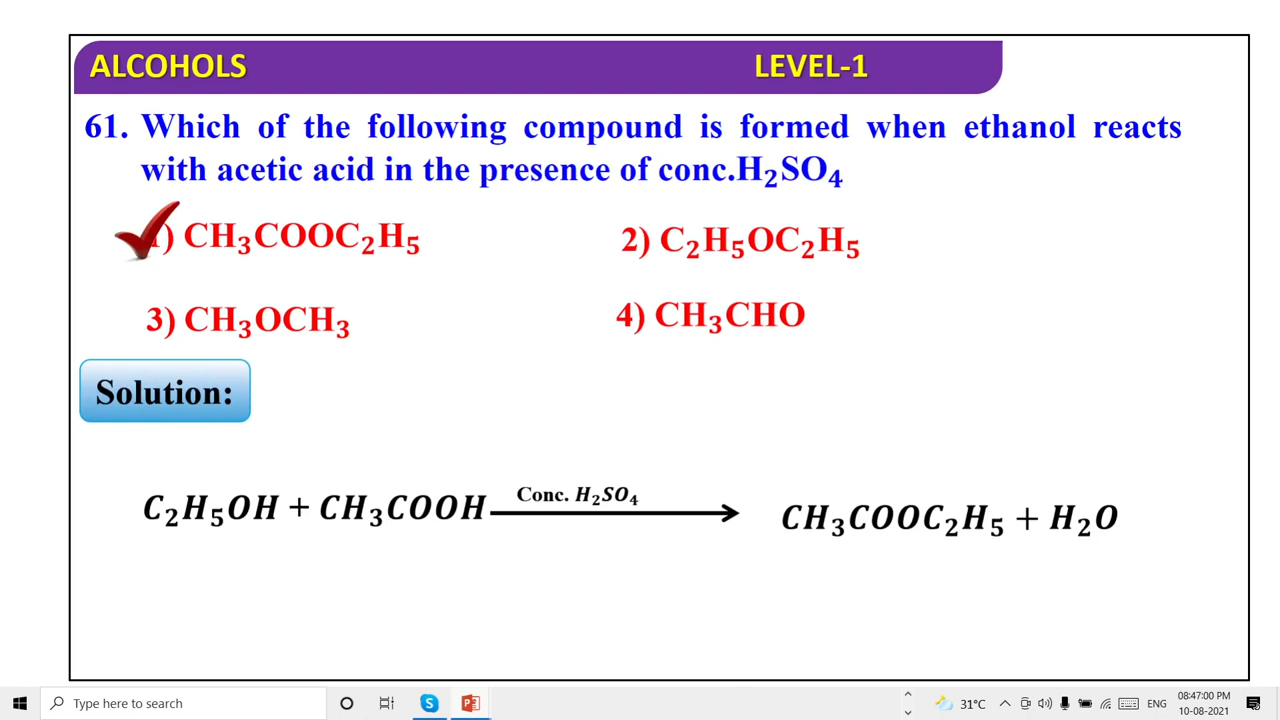 ALCOHOLS LEVEL-1
61. Which of the following compound is formed when ethanol reacts
with acetic acid in the presence of conc.H₂SO₄
1) CH₃COOC₂H₅ 2) C₂H₅OC₂H₅
3) CH₃OCH₃ 4) CH₃CHO
Solution:
Conc. H₂SO₄
C₂H₅OH + CH₃COOH ⟶ CH₃COOC₂H₅ + H₂O
Type here to search 31°C ENG 08:47:00 PM
10-08-2021